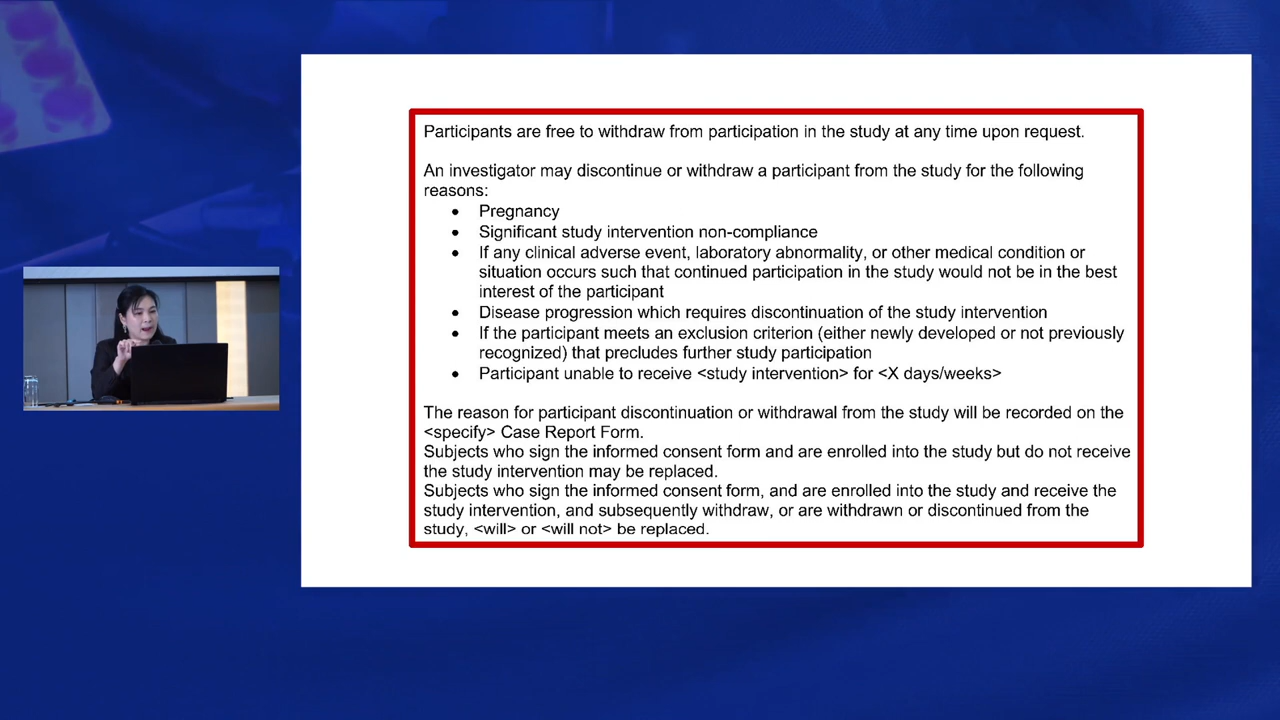 Participants are free to withdraw from participation in the study at any time upon request.
An investigator may discontinue or withdraw a participant from the study for the following
reasons:
• Pregnancy
• Significant study intervention non-compliance
• If any clinical adverse event, laboratory abnormality, or other medical condition or
situation occurs such that continued participation in the study would not be in the best
interest of the participant
• Disease progression which requires discontinuation of the study intervention
• If the participant meets an exclusion criterion (either newly developed or not previously
recognized) that precludes further study participation
• Participant unable to receive <study intervention> for <X days/weeks>
The reason for participant discontinuation or withdrawal from the study will be recorded on the
<specify> Case Report Form.
Subjects who sign the informed consent form and are enrolled into the study but do not receive
the study intervention may be replaced.
Subjects who sign the informed consent form, and are enrolled into the study and receive the
study intervention, and subsequently withdraw, or are withdrawn or discontinued from the
study, <will> or <will not> be replaced.